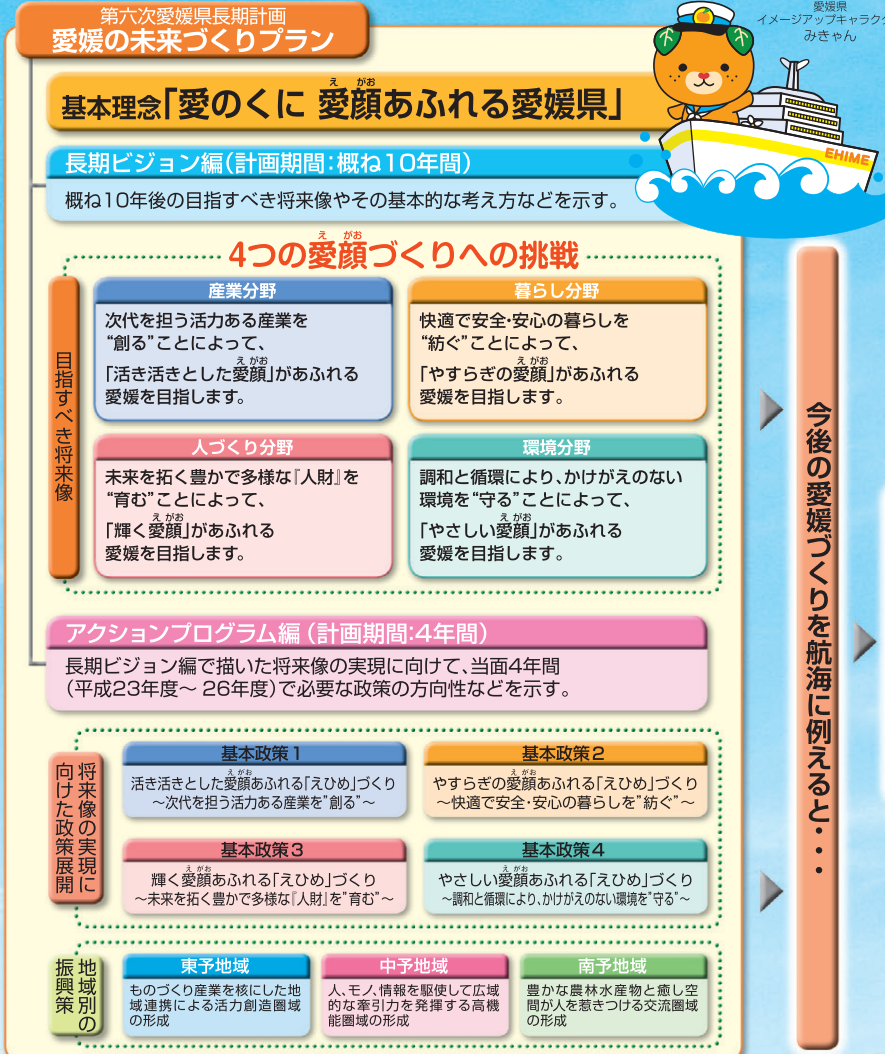 第六次愛媛県長期計画
愛媛の未来づくりプラン
愛媛県
イメージアップキャラク
みきゃん
EHIME
え がお
基本理念「愛のくに 愛顔あふれる愛媛県」
長期ビジョン編(計画期間:概ね10年間)
概ね10年後の目指すべき将来像やその基本的な考え方などを示す。
え がお
4つの愛顔づくりへの挑戦
目指すべき将来像
産業分野
次代を担う活力ある産業を
“創る”ことによって、
え がお
「活き活きとした愛顔」があふれる
愛媛を目指します。
暮らし分野
快適で安全・安心の暮らしを
“紡ぐ”ことによって、
え がお
「やすらぎの愛顔」があふれる
愛媛を目指します。
人づくり分野
未来を拓く豊かで多様な『人財』を
“育む”ことによって、
え がお
「輝く愛顔」があふれる
愛媛を目指します。
環境分野
調和と循環により、かけがえのない
環境を“守る”ことによって、
え がお
「やさしい愛顔」があふれる
愛媛を目指します。
アクションプログラム編(計画期間:4年間)
長期ビジョン編で描いた将来像の実現に向けて、当面4年間
(平成23年度~26年度)で必要な政策の方向性などを示す。
将来像の実現に
向けた政策展開
基本政策1
え がお
活き活きとした愛顔あふれる「えひめ」づくり
~次代を担う活力ある産業を”創る”~
基本政策2
え がお
やすらぎの愛顔あふれる「えひめ」づくり
~快適で安全・安心の暮らしを”紡ぐ”~
基本政策3
え がお
輝く愛顔あふれる「えひめ」づくり
~未来を拓く豊かで多様な『人財』を”育む”~
基本政策4
え がお
やさしい愛顔あふれる「えひめ」づくり
~調和と循環により、かけがえのない環境を”守る”~
地域別の
振興策
東予地域
ものづくり産業を核にした地
域連携による活力創造圏域
の形成
中予地域
人、モノ、情報を駆使して広域
的な牽引力を発揮する高機
能圏域の形成
南予地域
豊かな農林水産物と癒し空
間が人を惹きつける交流圏域
の形成
今後の愛媛づくりを航海に例えると・・・